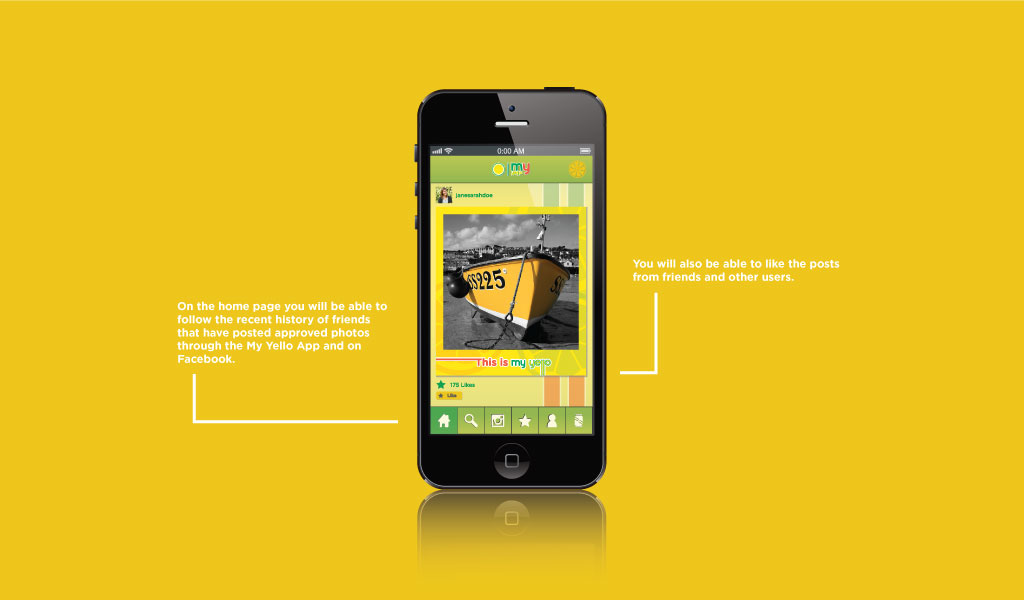 0:00 AM
my
janesarahdoe
SS225
This is my yello
176 Likes
Like
On the home page you will be able to
follow the recent history of friends
that have posted approved photos
through the My Yello App and on
Facebook.
You will also be able to like the posts
from friends and other users.